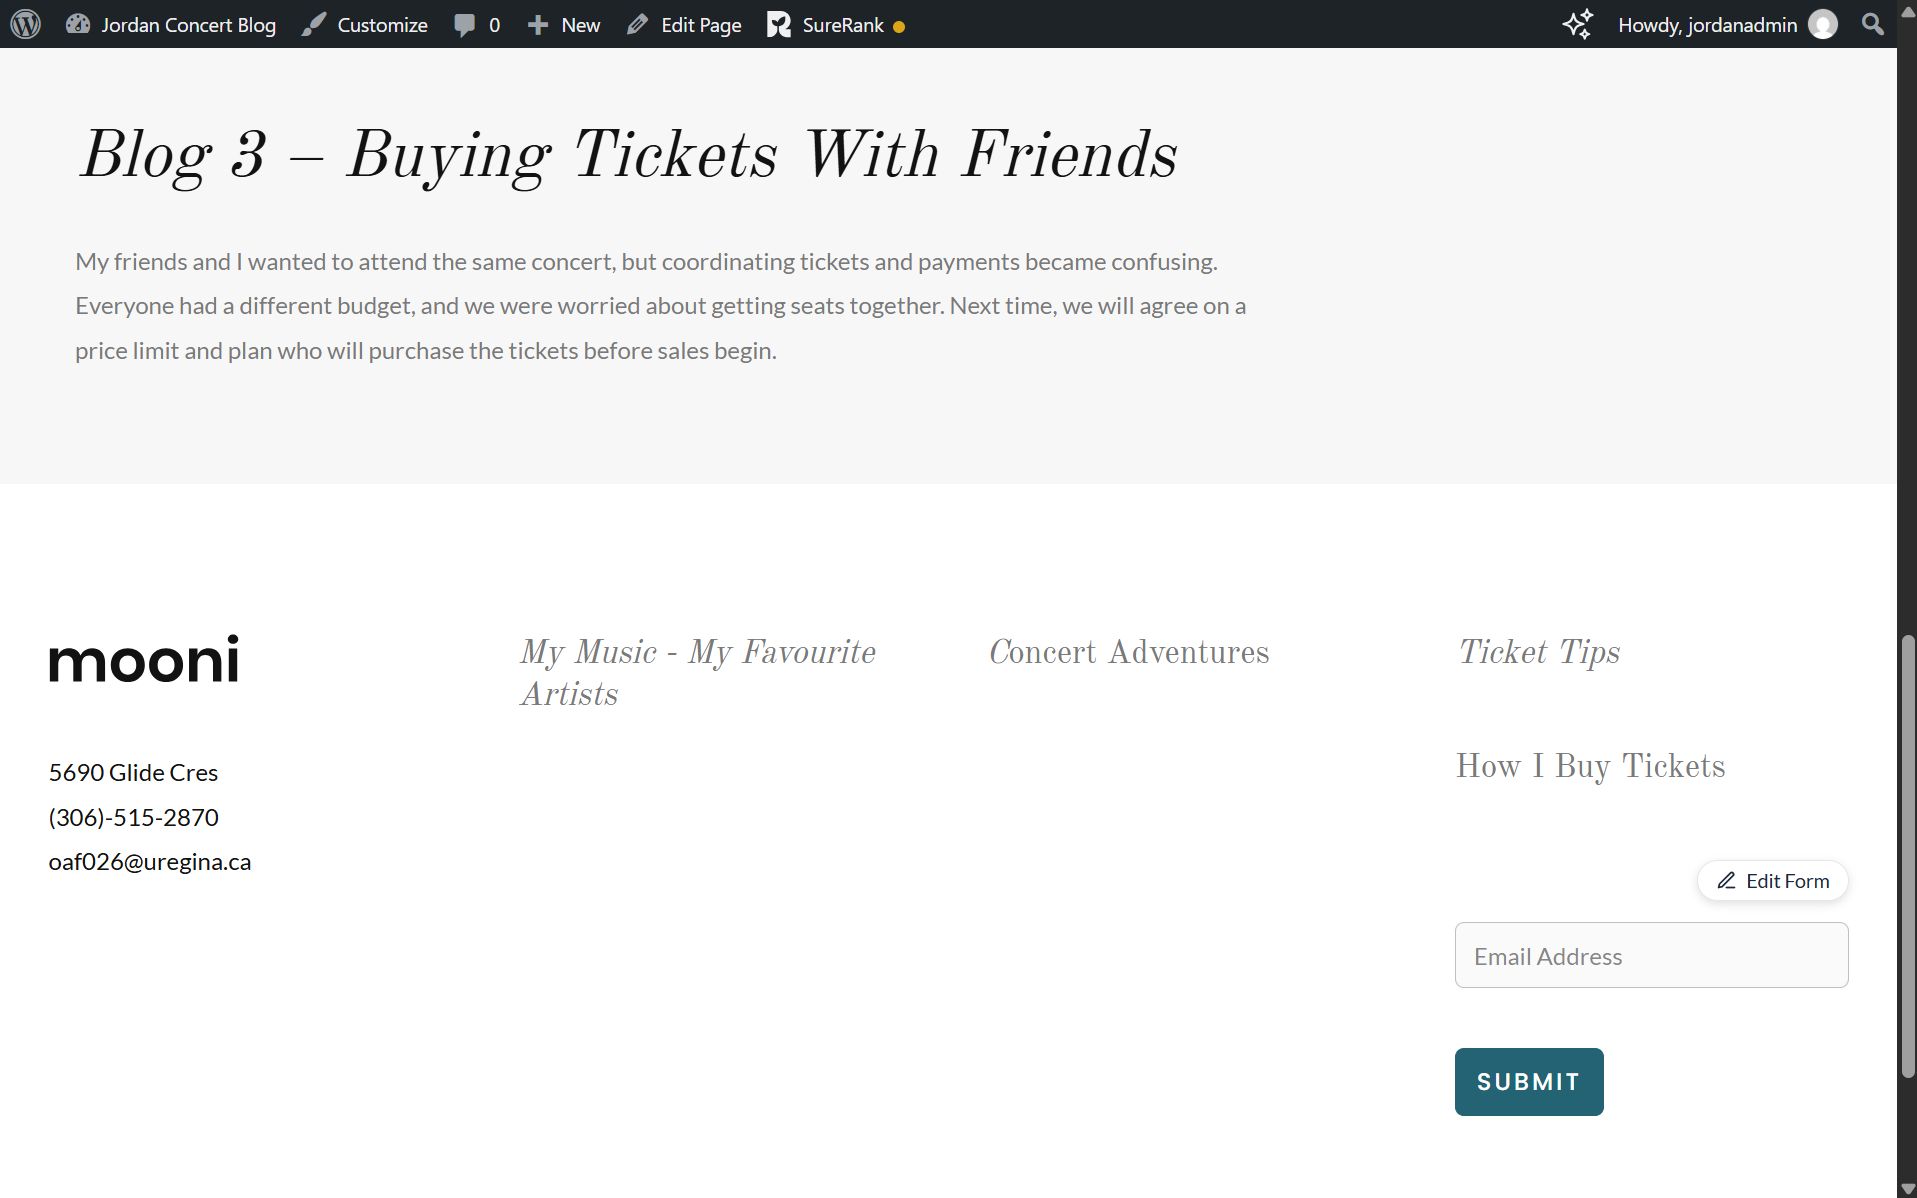 Jordan Concert Blog Customize 0 New Edit Page SureRank Howdy, jordanadmin
Blog 3 – Buying Tickets With Friends
My friends and I wanted to attend the same concert, but coordinating tickets and payments became confusing.
Everyone had a different budget, and we were worried about getting seats together. Next time, we will agree on a
price limit and plan who will purchase the tickets before sales begin.
mooni
5690 Glide Cres
(306)-515-2870
oaf026@uregina.ca
My Music - My Favourite
Artists
Concert Adventures
Ticket Tips
How I Buy Tickets
Edit Form
Email Address
SUBMIT